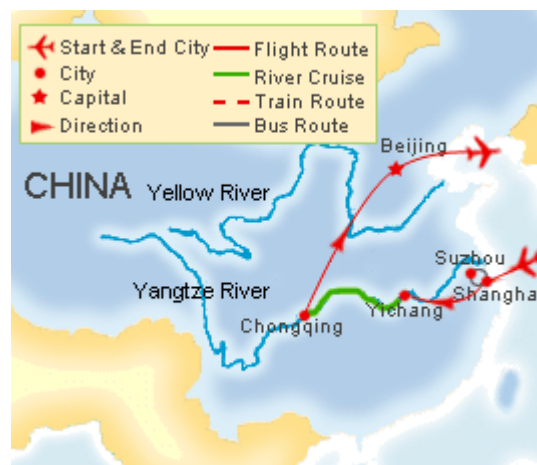 Start & End City
Flight Route
City
River Cruise
Capital
Train Route
Direction
Bus Route
Beijing
CHINA
Yellow River
Suzhou
Yangtze River
Shangha
Yichang
Chongqing